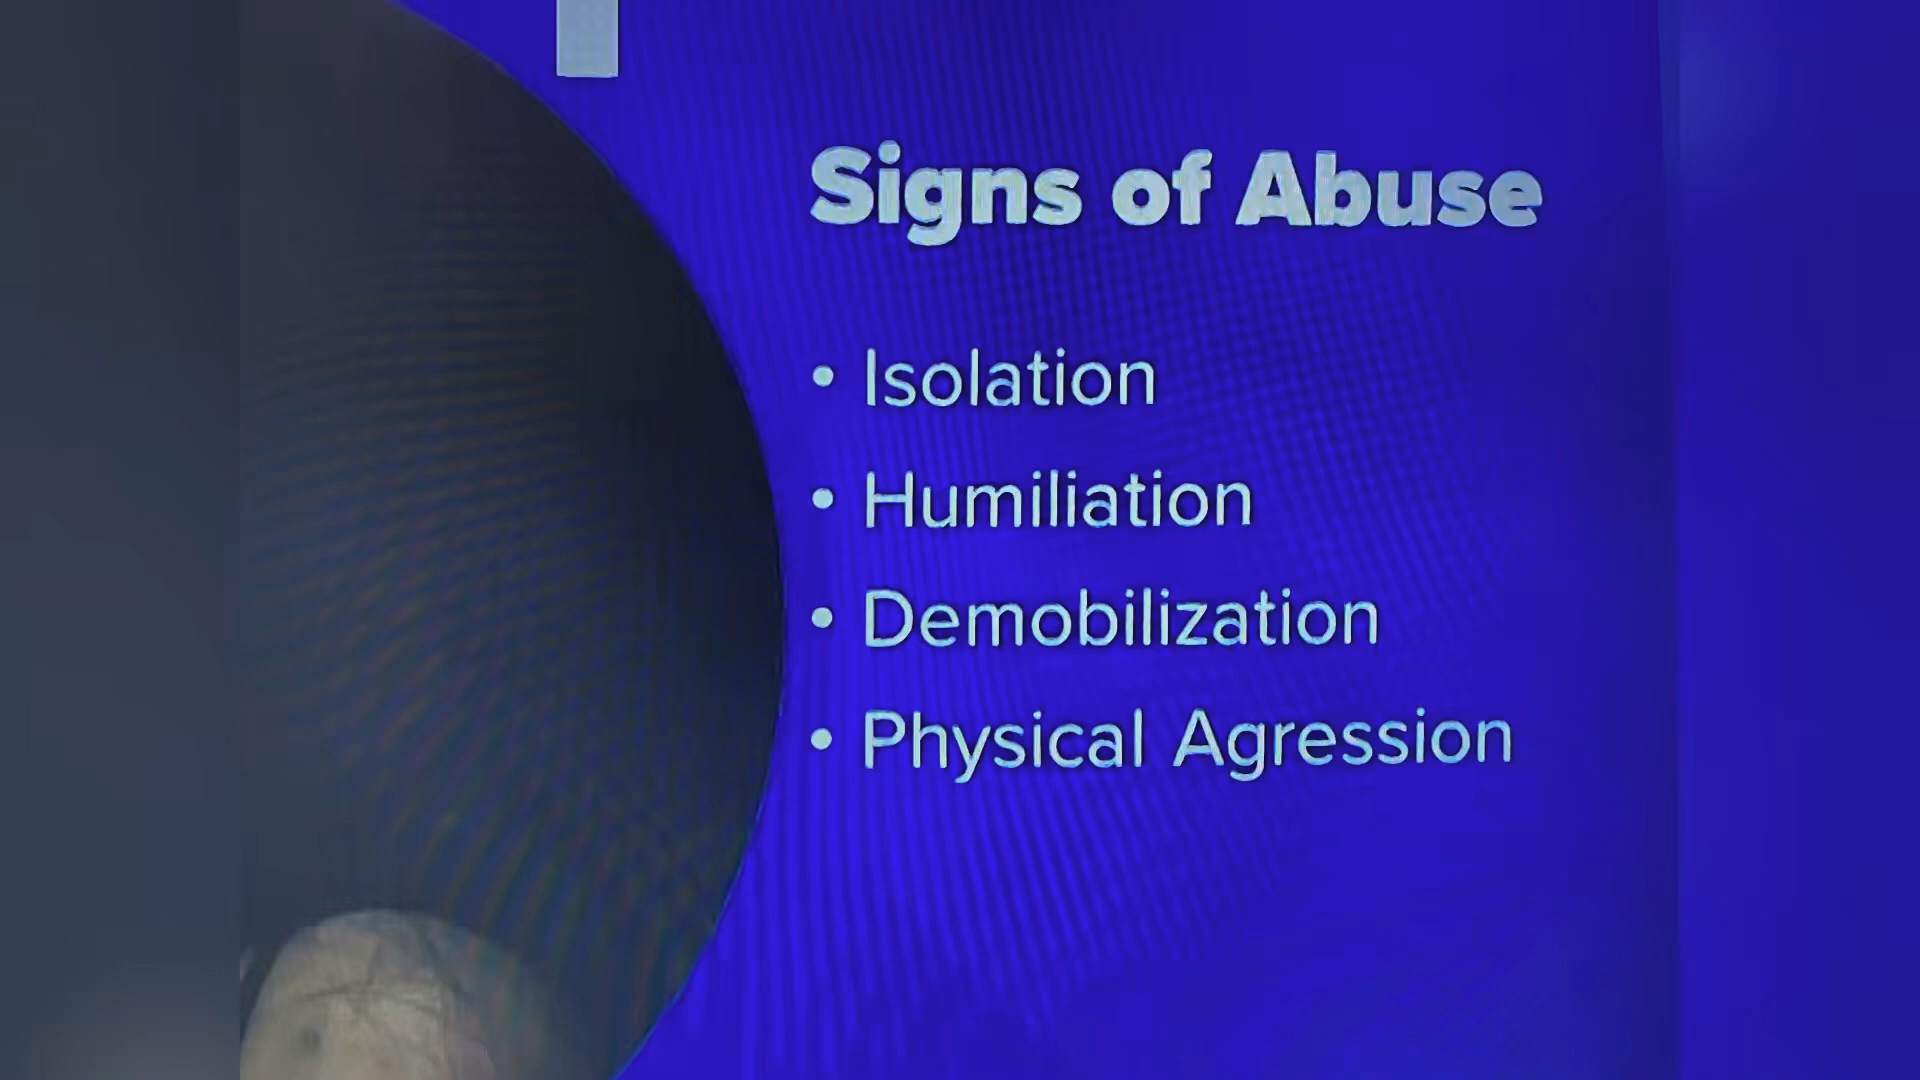 Signs of Abuse
• Isolation
• Humiliation
• Demobilization
• Physical Agression